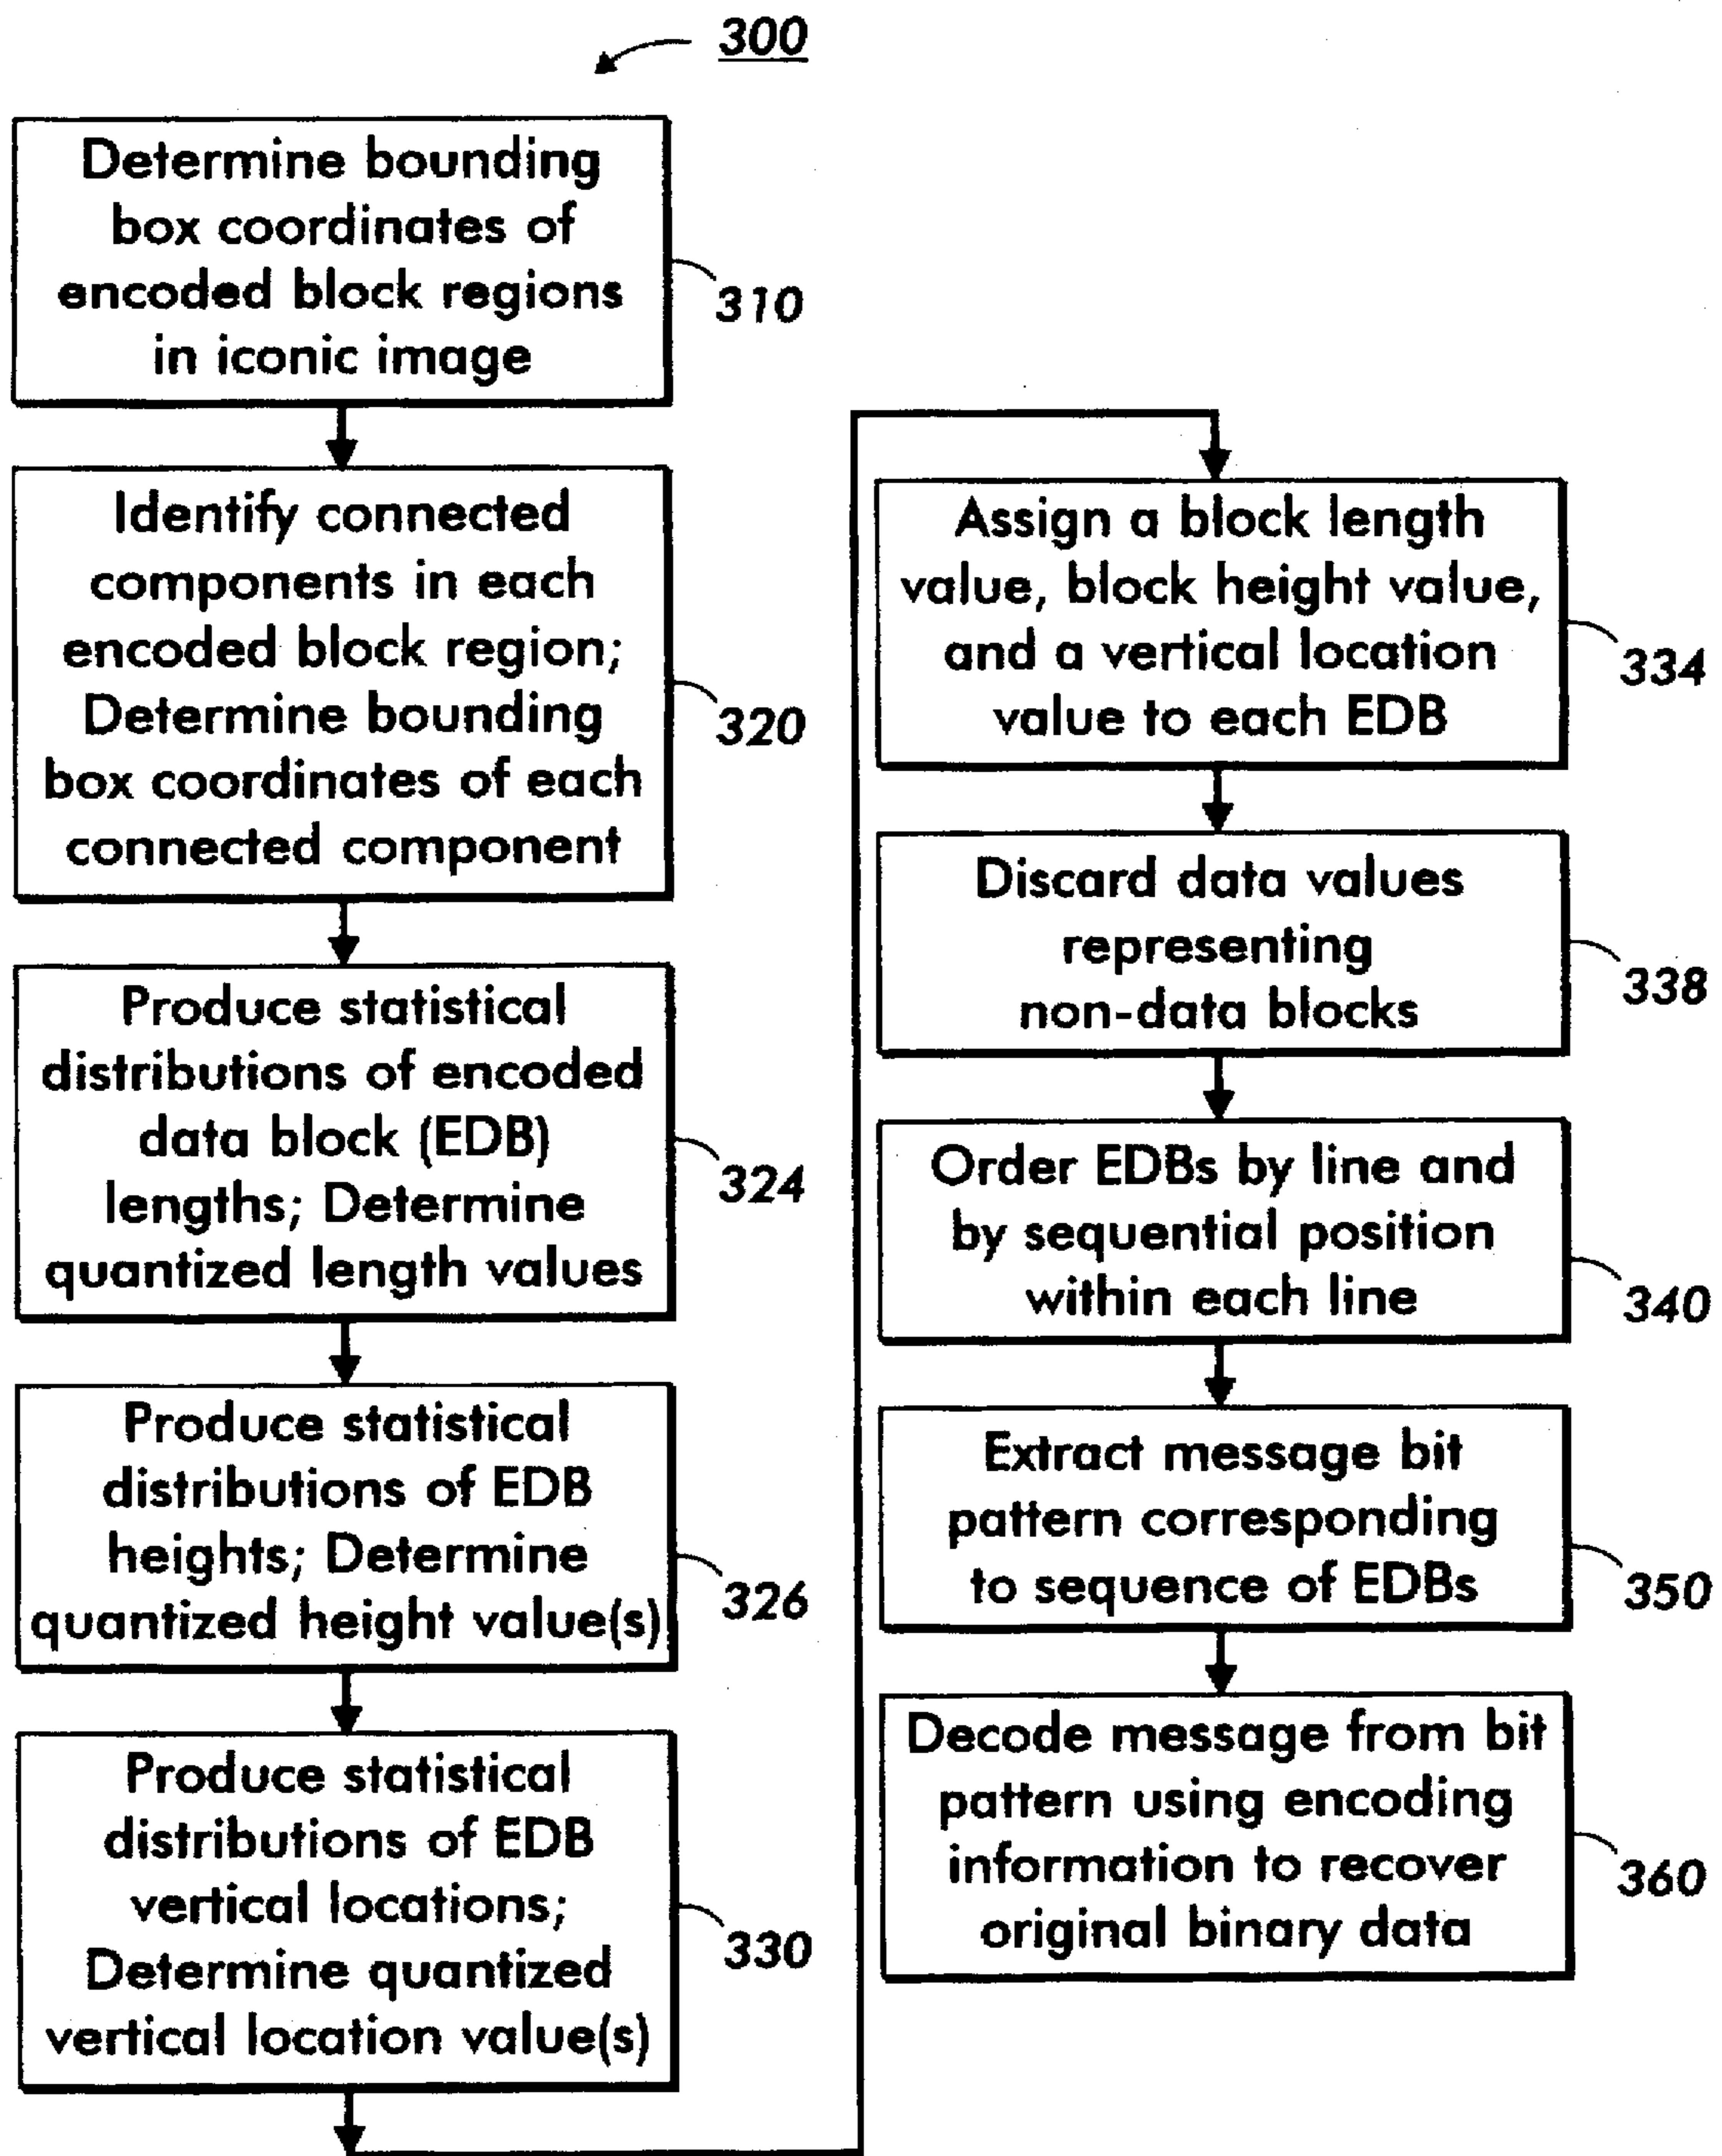 300
Determine bounding
box coordinates of
encoded block regions
in iconic image
310
Identify connected
components in each
encoded block region;
Determine bounding
box coordinates of each
connected component
320
Produce statistical
distributions of encoded
data block (EDB)
lengths; Determine
quantized length values
324
Produce statistical
distributions of EDB
heights; Determine
quantized height value(s)
326
Produce statistical
distributions of EDB
vertical locations;
Determine quantized
vertical location value(s)
330
Assign a block length
value, block height value,
and a vertical location
value to each EDB
334
Discard data values
representing
non-data blocks
338
Order EDBs by line and
by sequential position
within each line
340
Extract message bit
pattern corresponding
to sequence of EDBs
350
Decode message from bit
pattern using encoding
information to recover
original binary data
360